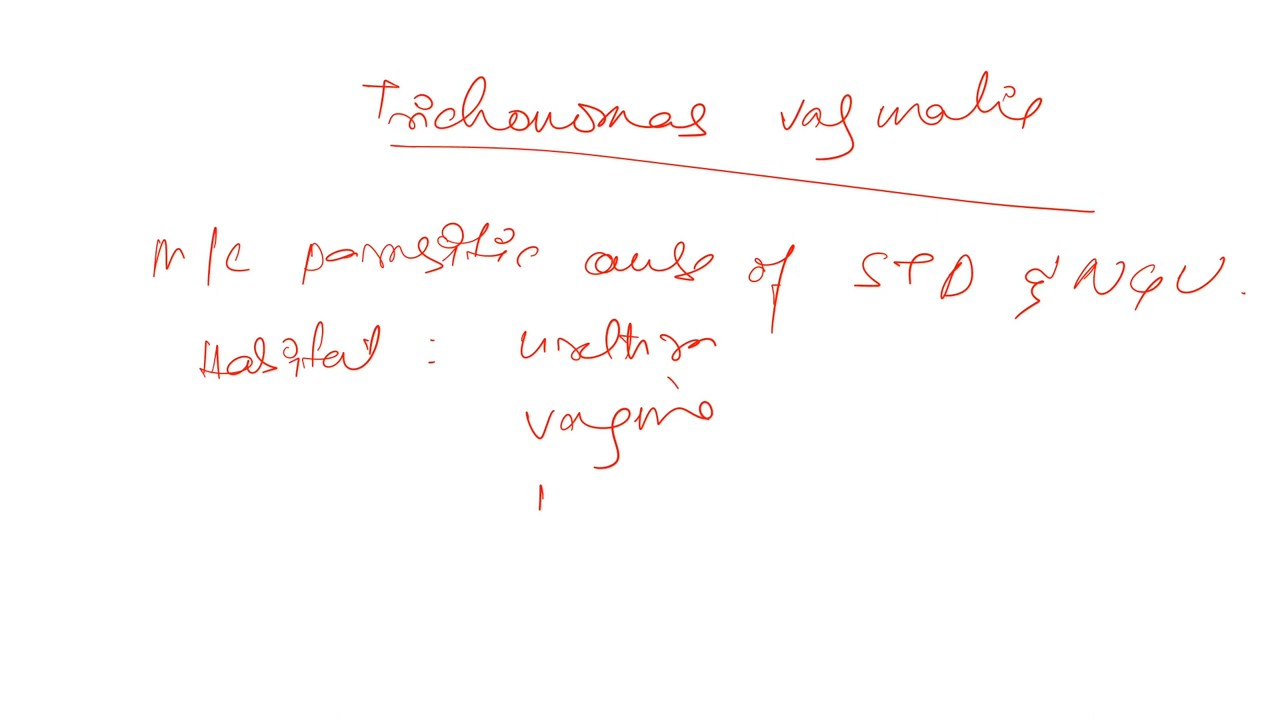 Trichomonas vaginalis
M/C parasitic cause of STD & NGU.
Habitat : urethra
vagina